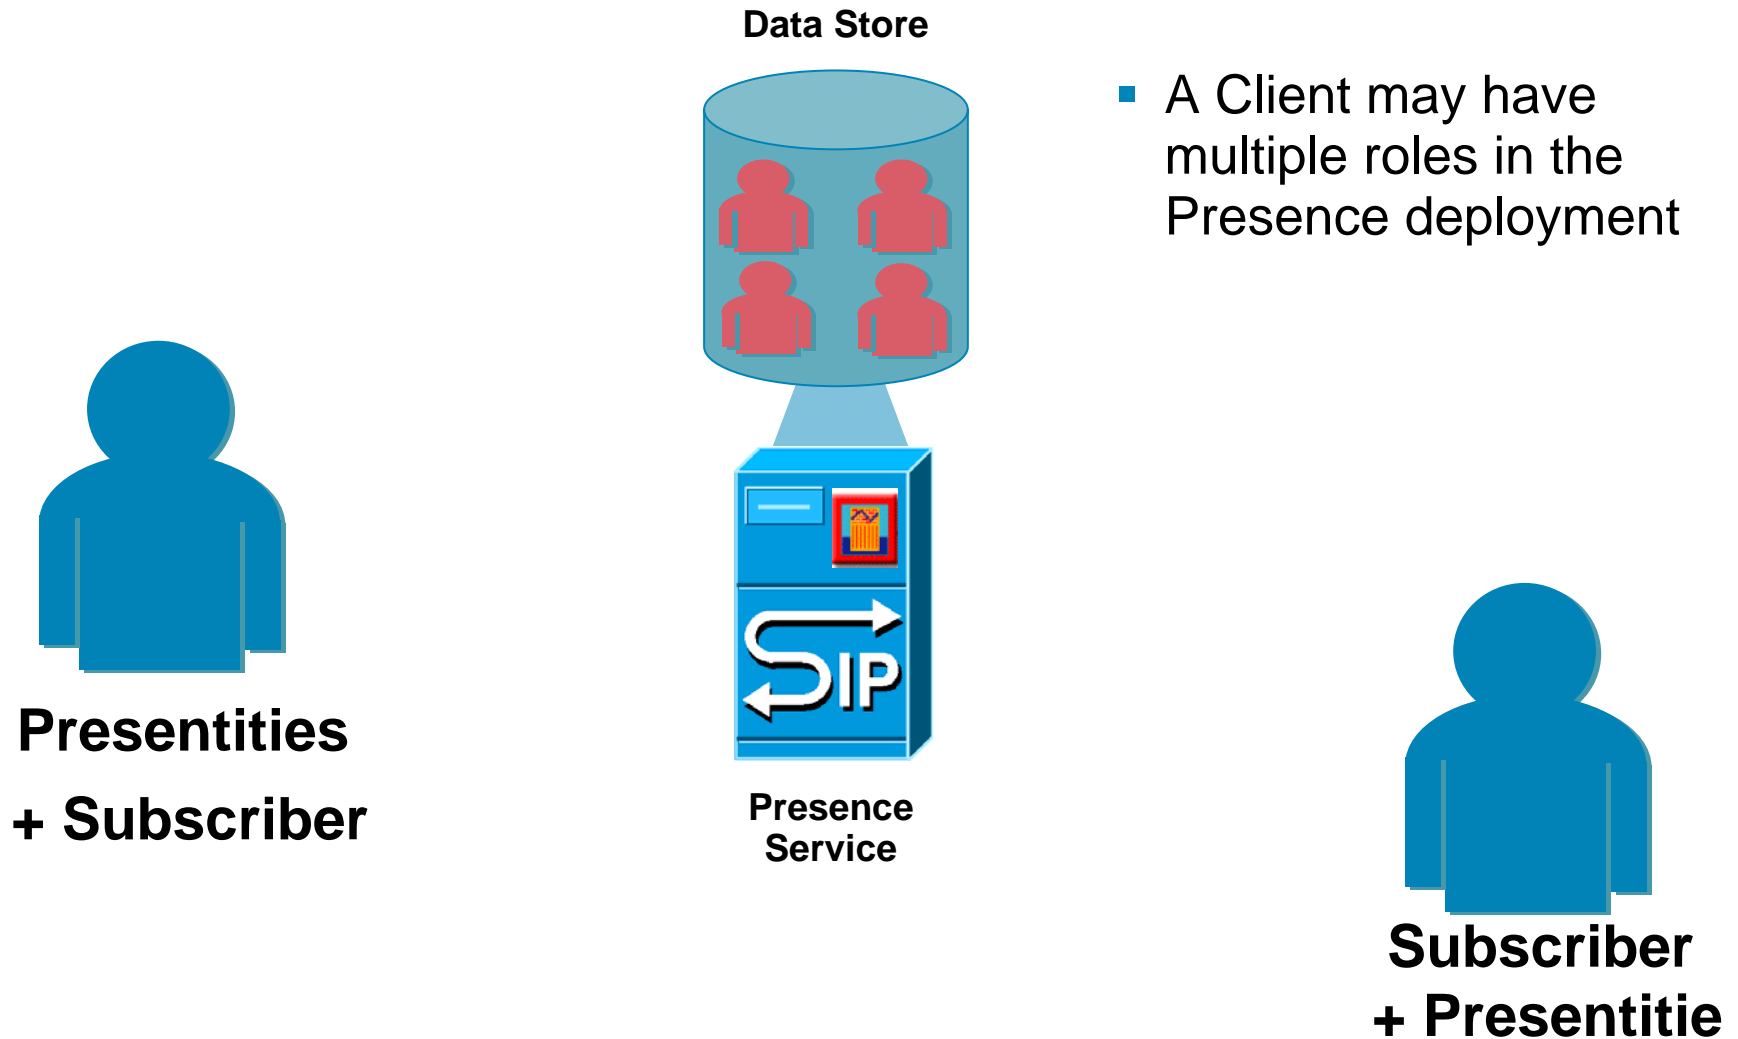 Data Store
A Client may have
multiple roles in the
Presence deployment
SIP
Presentities
+ Subscriber
Presence
Service
Subscriber
+ Presentitie